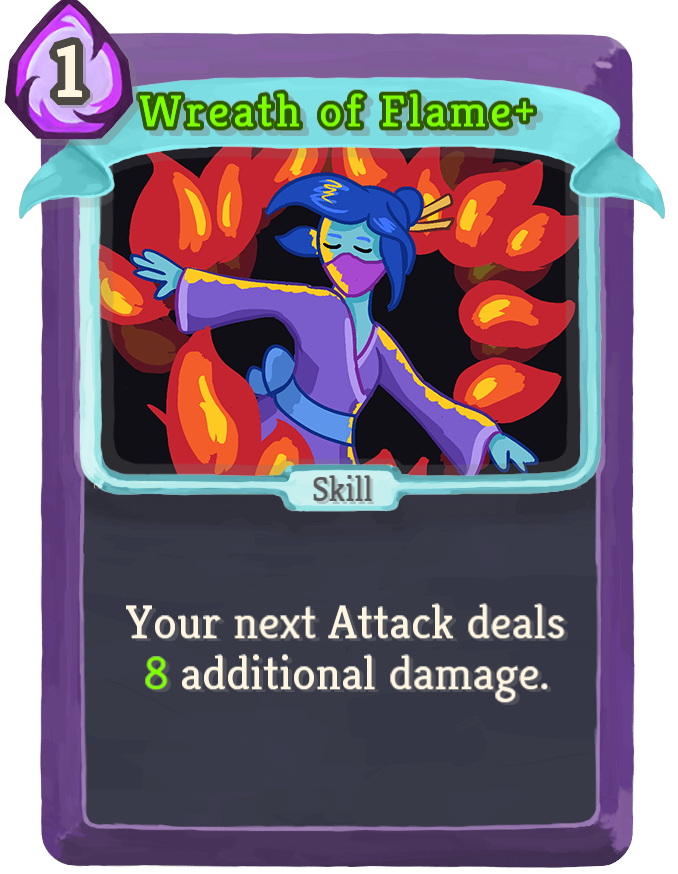 1
Wreath of Flame+
Skill
Your next Attack deals
8 additional damage.